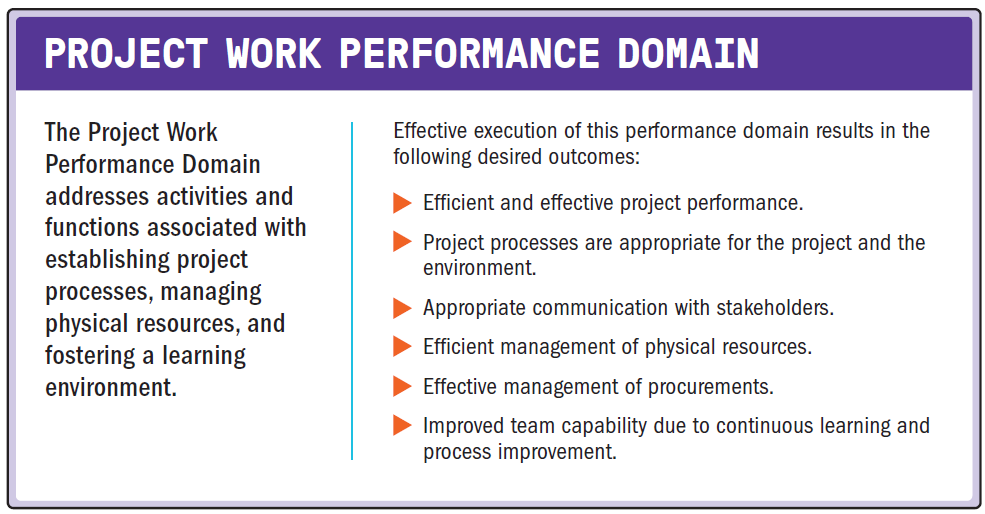 PROJECT WORK PERFORMANCE DOMAIN
The Project Work
Performance Domain
addresses activities and
functions associated with
establishing project
processes, managing
physical resources, and
fostering a learning
environment.
Effective execution of this performance domain results in the
following desired outcomes:
Efficient and effective project performance.
Project processes are appropriate for the project and the
environment.
Appropriate communication with stakeholders.
Efficient management of physical resources.
Effective management of procurements.
Improved team capability due to continuous learning and
process improvement.